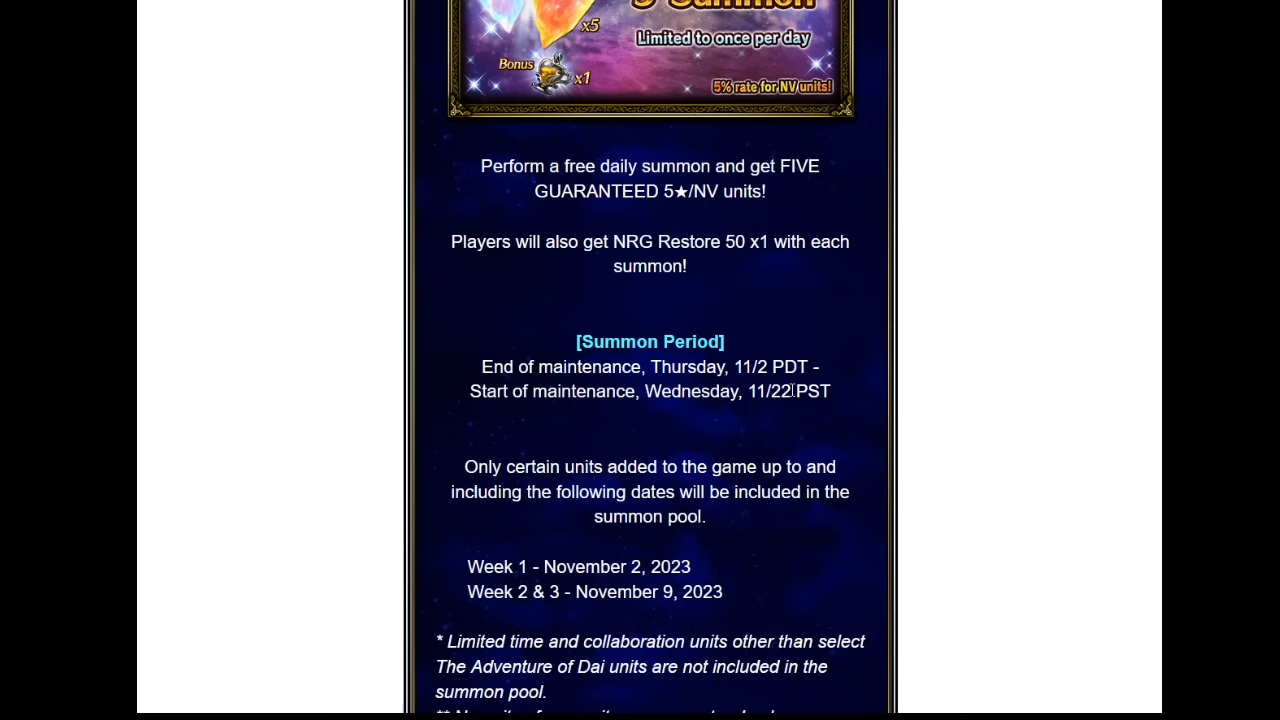 5 Summon
x5
Limited to once per day
Bonus
x1
5% rate for NV units!
Perform a free daily summon and get FIVE
GUARANTEED 5★/NV units!
Players will also get NRG Restore 50 x1 with each
summon!
[Summon Period]
End of maintenance, Thursday, 11/2 PDT -
Start of maintenance, Wednesday, 11/22 PST
Only certain units added to the game up to and
including the following dates will be included in the
summon pool.
Week 1 - November 2, 2023
Week 2 & 3 - November 9, 2023
* Limited time and collaboration units other than select
The Adventure of Dai units are not included in the
summon pool.